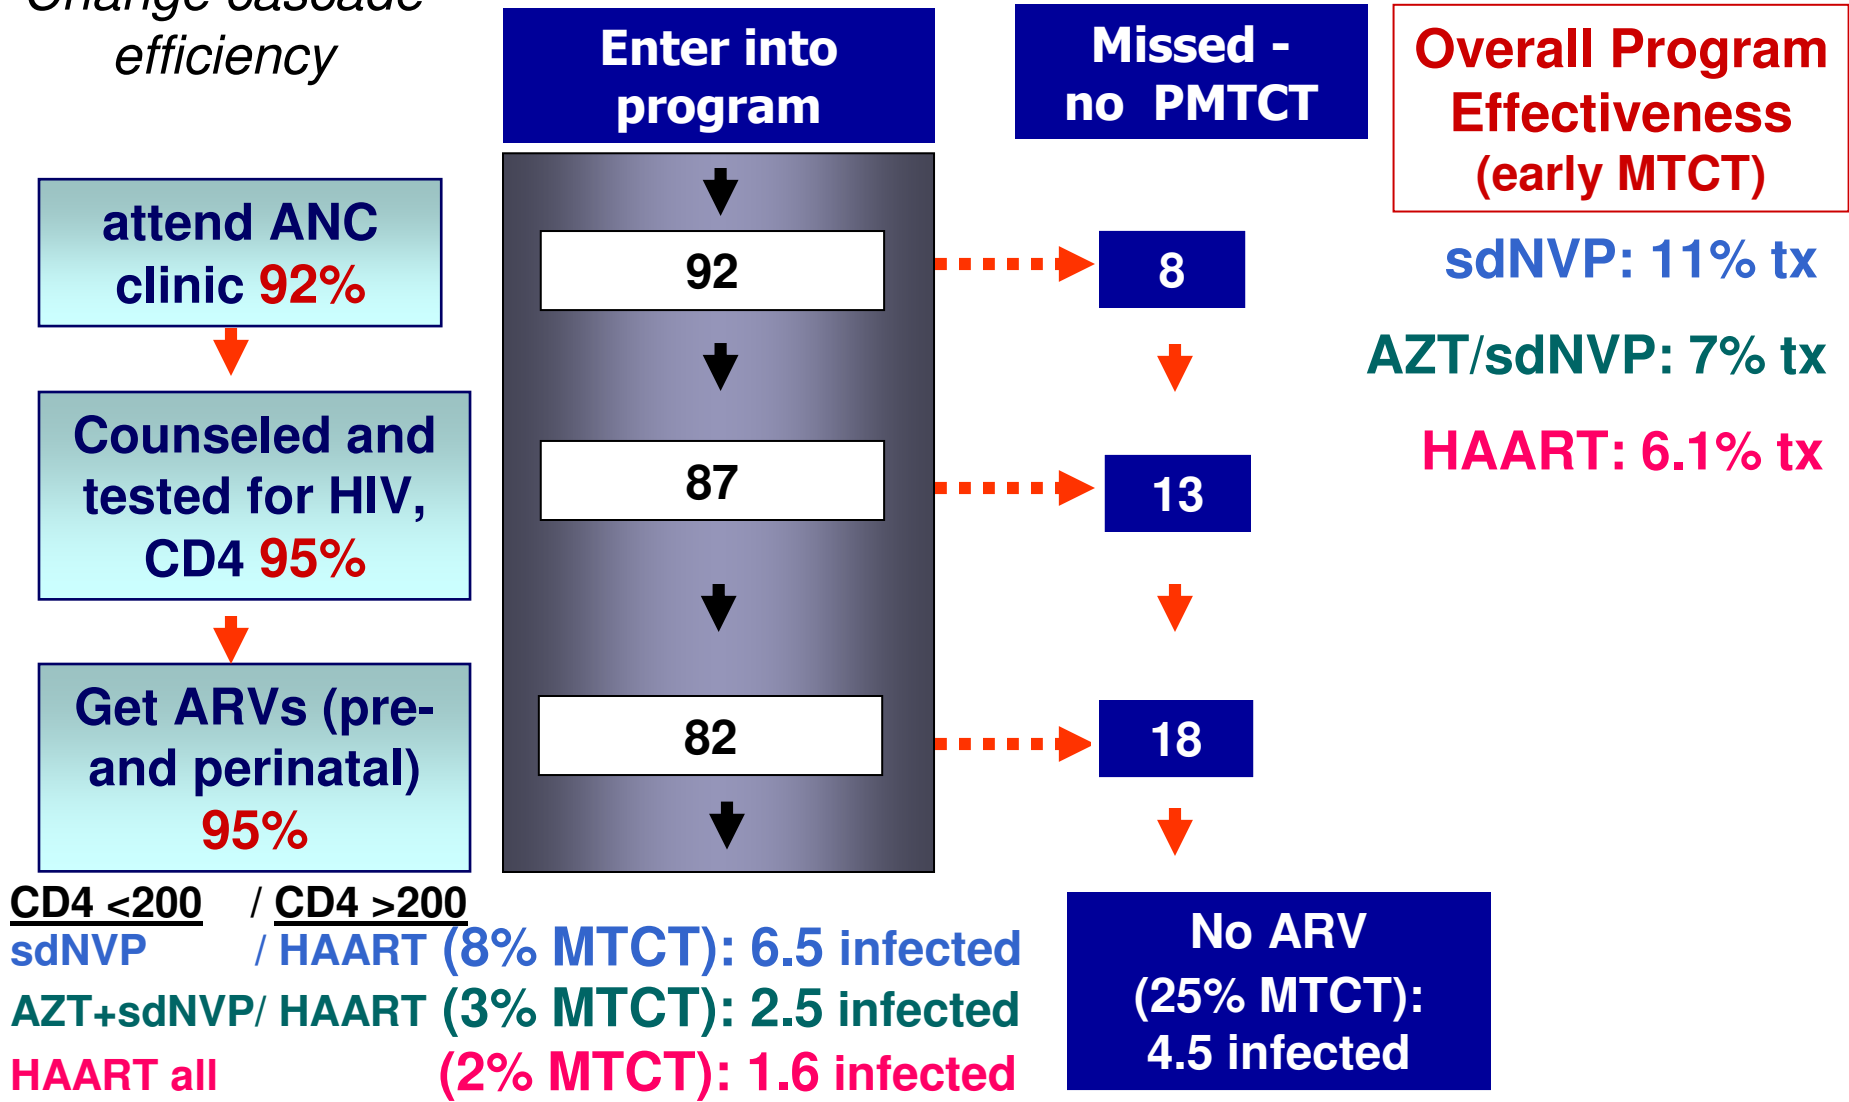 Change cascade
efficiency
Enter into
program
Missed -
no PMTCT
Overall Program
Effectiveness
(early MTCT)
attend ANC
clinic 92%
92
8
sdNVP: 11% tx
AZT/sdNVP: 7% tx
HAART: 6.1% tx
Counseled and
tested for HIV,
CD4 95%
87
13
Get ARVs (pre-
and perinatal)
95%
82
18
CD4 <200 / CD4 >200
sdNVP / HAART (8% MTCT): 6.5 infected
AZT+sdNVP/ HAART (3% MTCT): 2.5 infected
HAART all (2% MTCT): 1.6 infected
No ARV
(25% MTCT):
4.5 infected